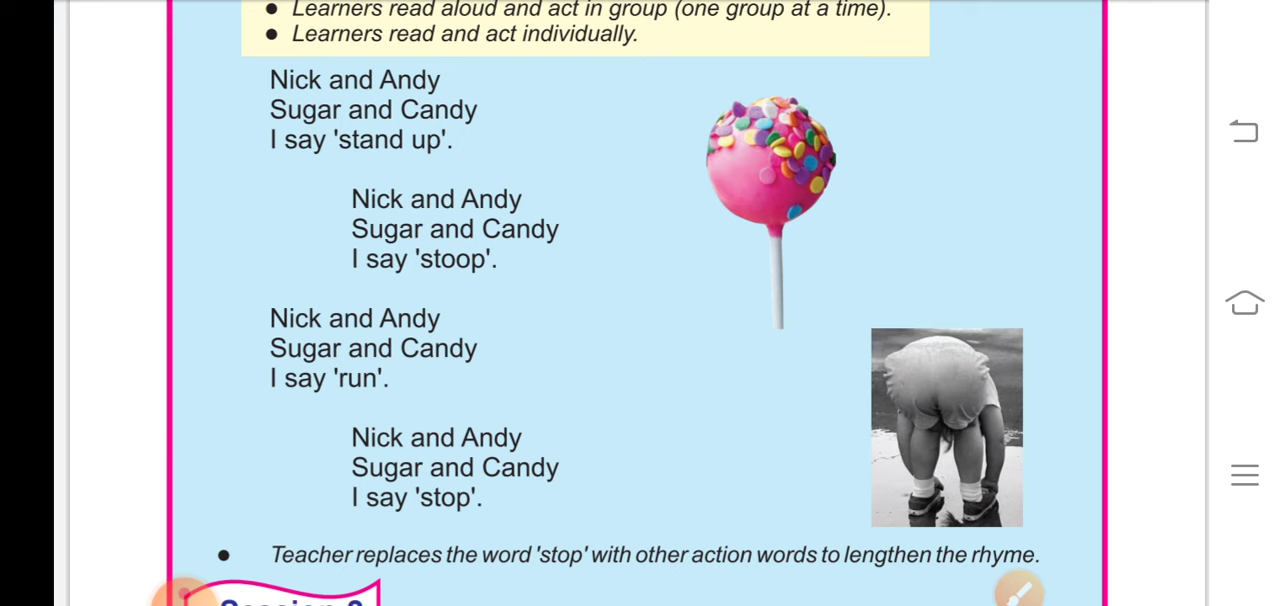 ● Learners read aloud and act in group (one group at a time).
● Learners read and act individually.
Nick and Andy
Sugar and Candy
I say 'stand up'.
Nick and Andy
Sugar and Candy
I say 'stoop'.
Nick and Andy
Sugar and Candy
I say 'run'.
Nick and Andy
Sugar and Candy
I say 'stop'.
● Teacher replaces the word 'stop' with other action words to lengthen the rhyme.